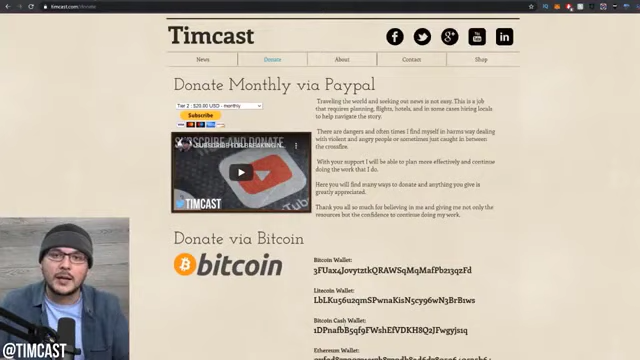 timcast.com/donate
Timcast
News
Donate
About
Contact
Shop
Donate Monthly via Paypal
Tier 2 : $20.00 USD - monthly
Subscribe
Traveling the world and seeking out news is not easy. This is a job
that requires planning, flights, hotels, and in some cases hiring locals
to help navigate the story.
There are dangers and often times I find myself in harms way dealing
with violent and angry people or sometimes just caught in between
the crossfire.
With your support I will be able to plan more effectively and continue
doing the work that I do.
Here you will find many ways to donate and anything you give is
greatly appreciated.
Thank you all so much for believing in me and giving me not only the
resources but the confidence to continue doing my work.
SUBSCRIBE AND DONATE
@TIMCAST
Donate via Bitcoin
bitcoin
Bitcoin Wallet:
Litecoin Wallet:
Bitcoin Cash Wallet:
Ethereum Wallet:
@TIMCAST